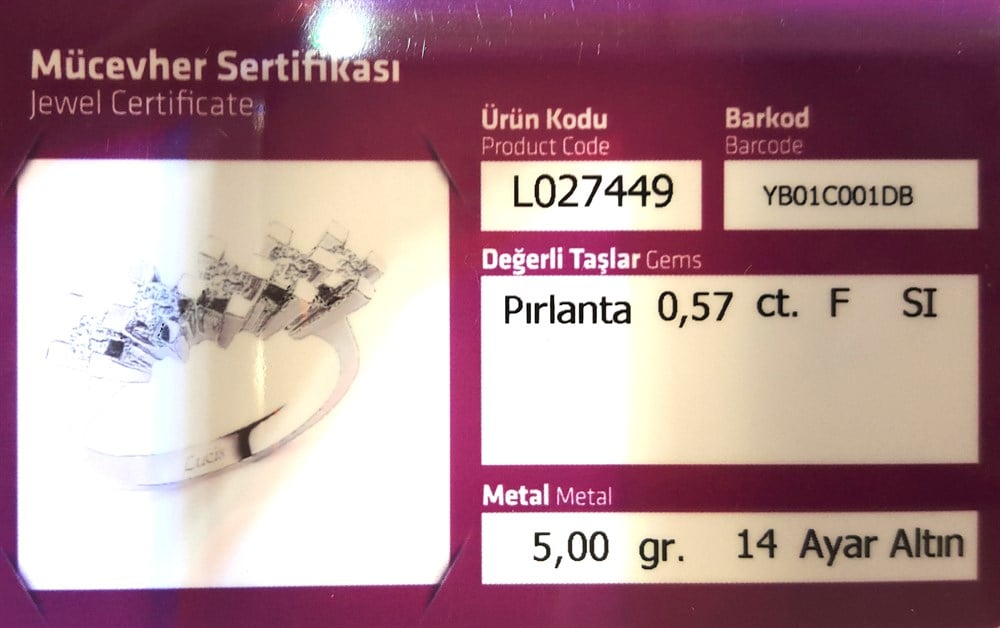 Mücevher Sertifikası
Jewel Certificate
Ürün Kodu
Product Code
L027449
Barkod
Barcode
YB01C001DB
Değerli Taşlar Gems
Pırlanta 0,57 ct. F SI
Metal Metal
5,00 gr. 14 Ayar Altın
Lucis